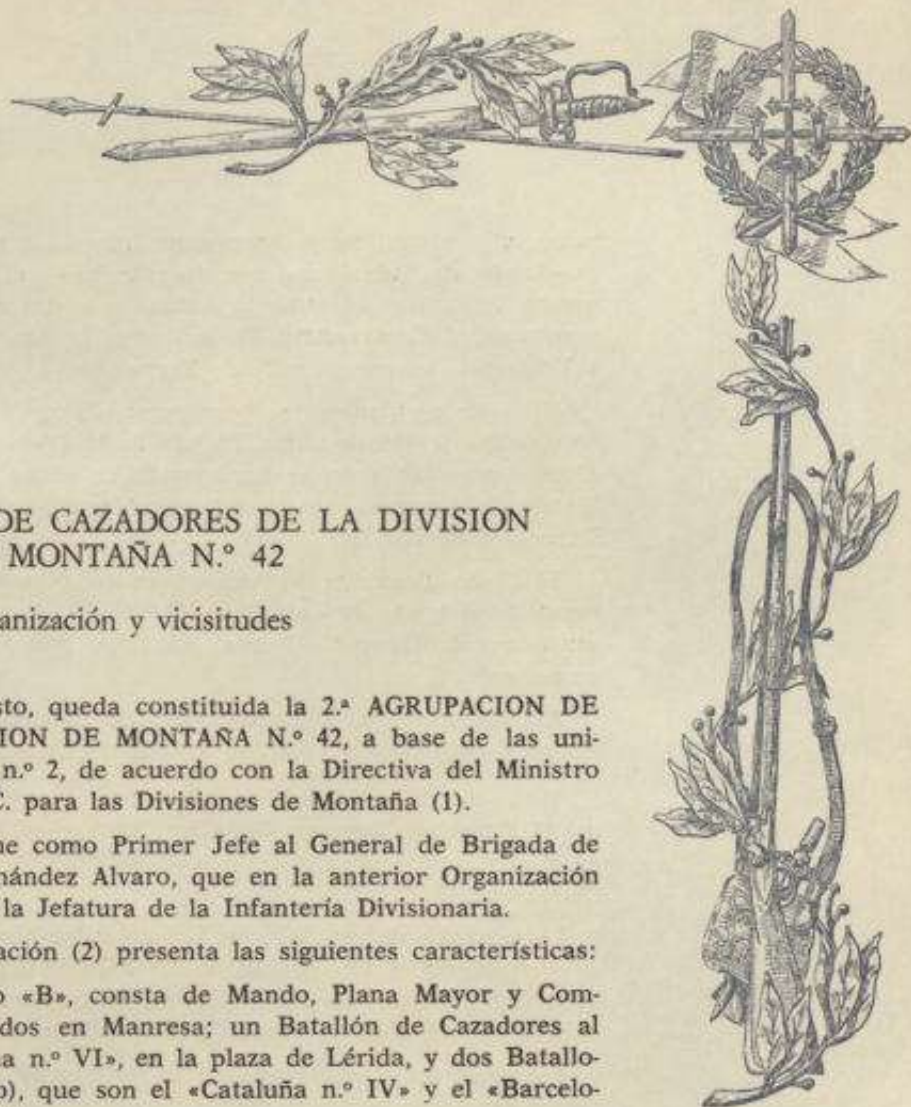 DE CAZADORES DE LA DIVISION
MONTAÑA N.º 42
anización y vicisitudes
sto, queda constituida la 2.ª AGRUPACION DE
ION DE MONTAÑA N.º 42, a base de las uni-
n.º 2, de acuerdo con la Directiva del Ministro
C. para las Divisiones de Montaña (1).
ne como Primer Jefe al General de Brigada de
nández Alvaro, que en la anterior Organización
la Jefatura de la Infantería Divisionaria.
ación (2) presenta las siguientes características:
o «B», consta de Mando, Plana Mayor y Com-
dos en Manresa; un Batallón de Cazadores al
a n.º VI», en la plaza de Lérida, y dos Batallo-
o), que son el «Cataluña n.º IV» y el «Barcelo-